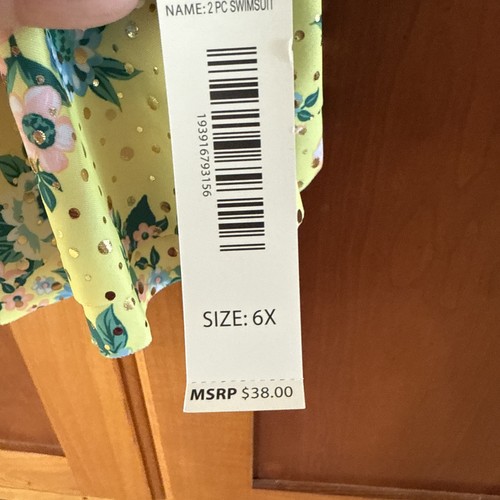 NAME: 2 PC SWIMSUIT
193916793156
SIZE: 6X
MSRP $38.00